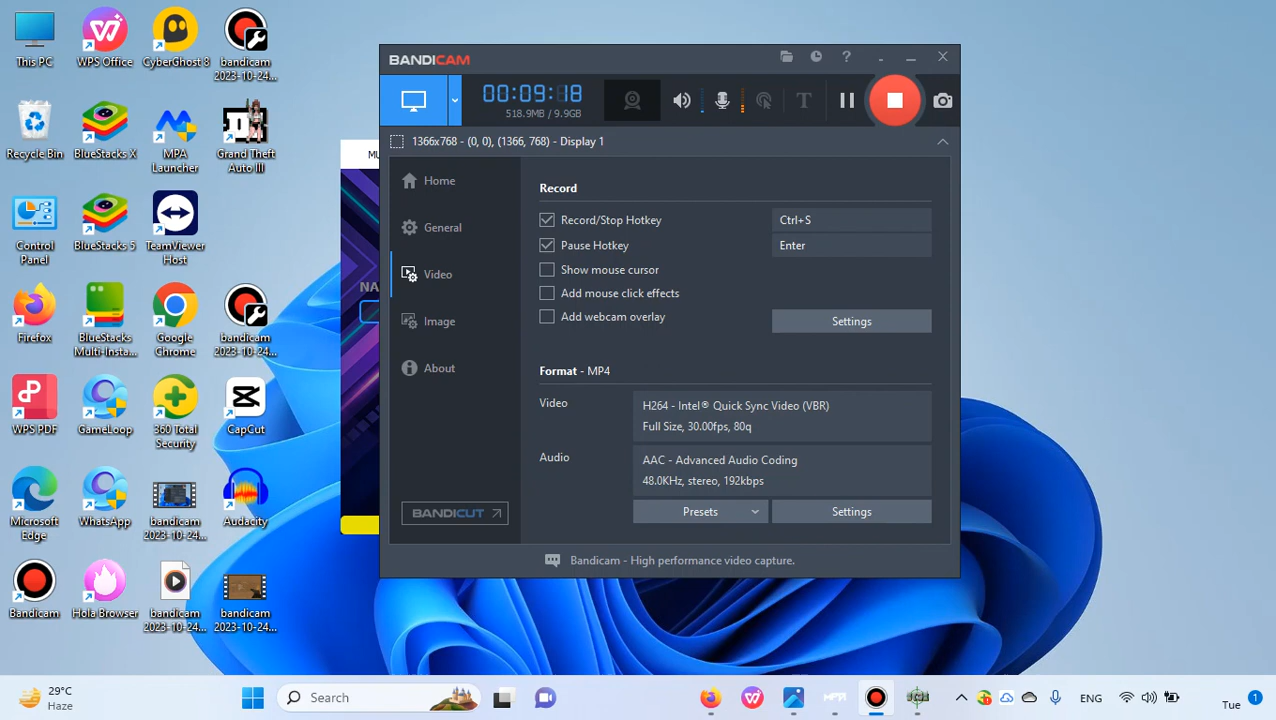 This PC
WPS Office
CyberGhost 8
bandicam
2023-10-24...
Recycle Bin
BlueStacks X
MPA
Launcher
Grand Theft
Auto III
Control
Panel
BlueStacks 5
TeamViewer
Host
Firefox
BlueStacks
Multi-Insta...
Google
Chrome
bandicam
2023-10-24...
WPS PDF
GameLoop
360 Total
Security
CapCut
Microsoft
Edge
WhatsApp
bandicam
2023-10-24...
Audacity
Bandicam
Hola Browser
bandicam
2023-10-24...
bandicam
2023-10-24...
MU
NA
BANDICAM
00:09:18
518.9MB / 9.9GB
1366x768 - (0, 0), (1366, 768) - Display 1
Home
General
Video
Image
About
BANDICUT
Record
Record/Stop Hotkey
Ctrl+S
Pause Hotkey
Enter
Show mouse cursor
Add mouse click effects
Add webcam overlay
Settings
Format - MP4
Video
H264 - Intel® Quick Sync Video (VBR)
Full Size, 30.00fps, 80q
Audio
AAC - Advanced Audio Coding
48.0KHz, stereo, 192kbps
Presets
Settings
Bandicam - High performance video capture.
29°C
Haze
Search
ENG
Tue
1